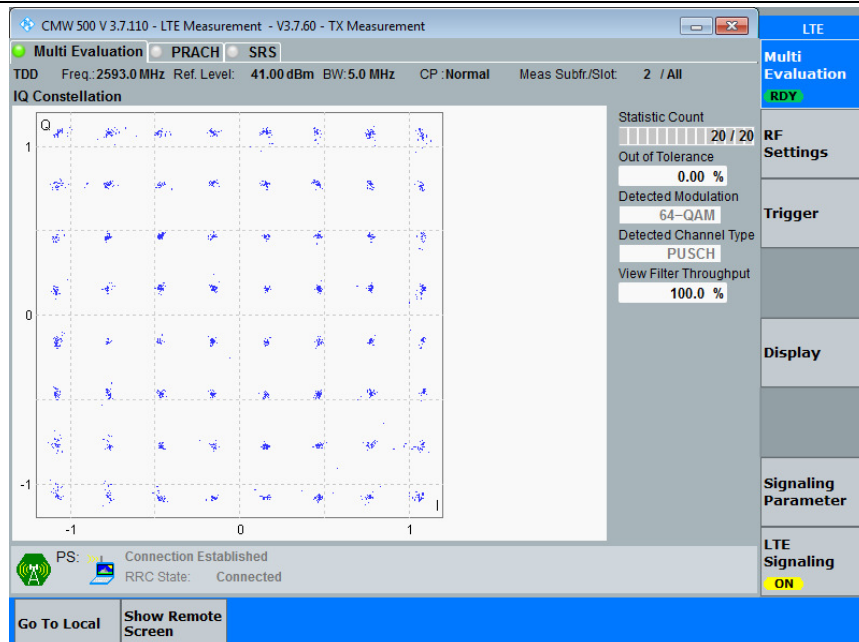 CMW 500 V 3.7.110 - LTE Measurement - V3.7.60 - TX Measurement
LTE
Multi Evaluation PRACH SRS
TDD Freq.: 2593.0 MHz Ref. Level: 41.00 dBm BW: 5.0 MHz CP : Normal Meas Subfr./Slot: 2 / All
IQ Constellation
Q
1
0
-1
-1 0 1
I
Statistic Count
20 / 20
Out of Tolerance
0.00 %
Detected Modulation
64-QAM
Detected Channel Type
PUSCH
View Filter Throughput
100.0 %
Multi
Evaluation
RDY
RF
Settings
Trigger
Display
Signaling
Parameter
LTE
Signaling
ON
PS: Connection Established
RRC State: Connected
Go To Local
Show Remote
Screen